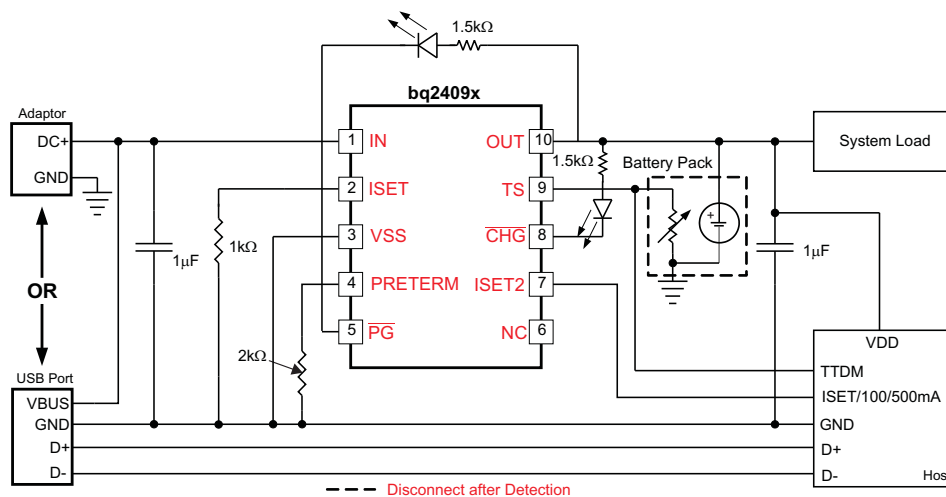 1.5kΩ
bq2409x
Adaptor
DC+
GND
1 IN
OUT 10
System Load
1.5kΩ
Battery Pack
2 ISET
TS 9
+
1kΩ
3 VSS
CHG 8
1μF
1μF
4 PRETERM
ISET2 7
OR
5 PG
NC 6
2kΩ
VDD
USB Port
TTDM
VBUS
ISET/100/500mA
GND
GND
D+
D+
D-
D-
Hos
Disconnect after Detection